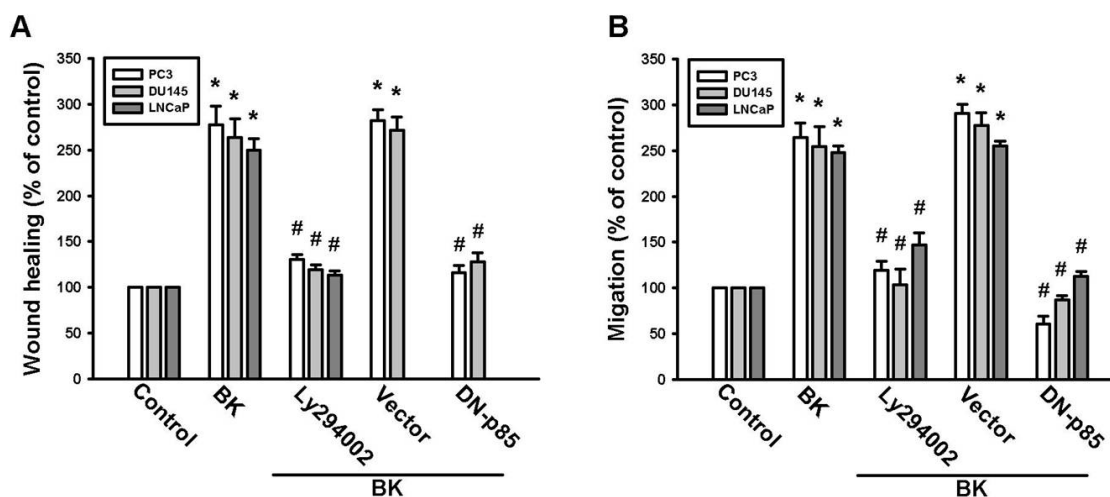 A
Wound healing (% of control)
350
300
250
200
150
100
50
0
PC3
DU145
LNCaP
* * *
# # #
* *
# #
Control
BK
Ly294002
Vector
DN-p85
BK
B
Migation (% of control)
350
300
250
200
150
100
50
0
PC3
DU145
LNCaP
* * *
# # #
* * *
# # #
Control
BK
Ly294002
Vector
DN-p85
BK